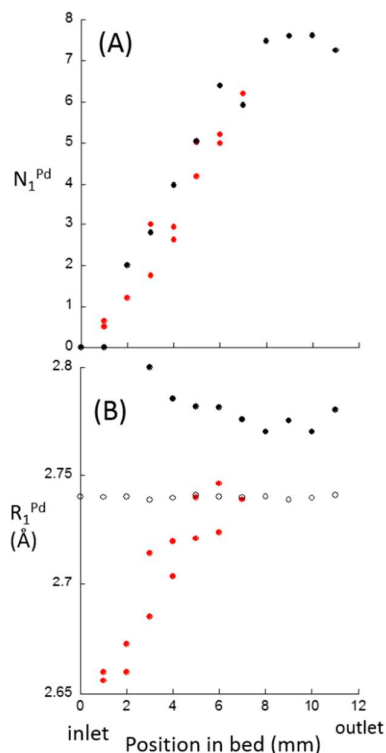 8
(A)
7
6
5
N₁ᴾᵈ
4
3
2
1
0
2.8
(B)
2.75
R₁ᴾᵈ
(Å)
2.7
2.65
0 2 4 6 8 10 12
inlet Position in bed (mm) outlet